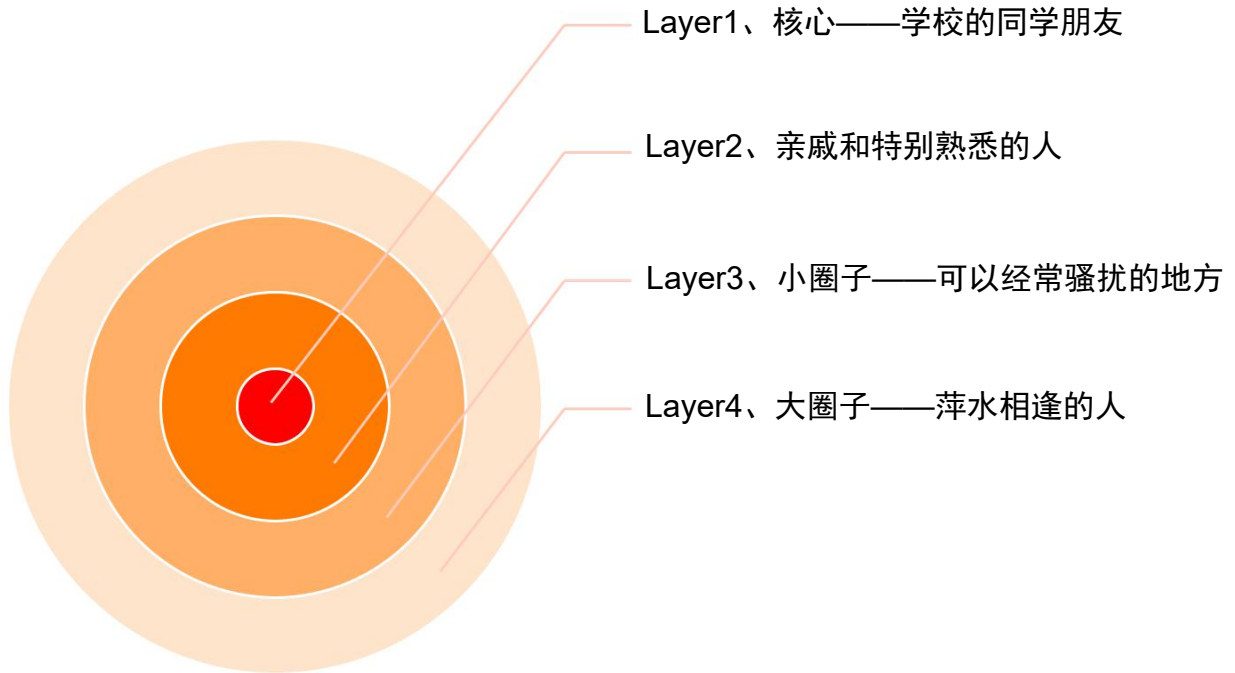 Layer1、核心——学校的同学朋友
Layer2、亲戚和特别熟悉的人
Layer3、小圈子——可以经常骚扰的地方
Layer4、大圈子——萍水相逢的人